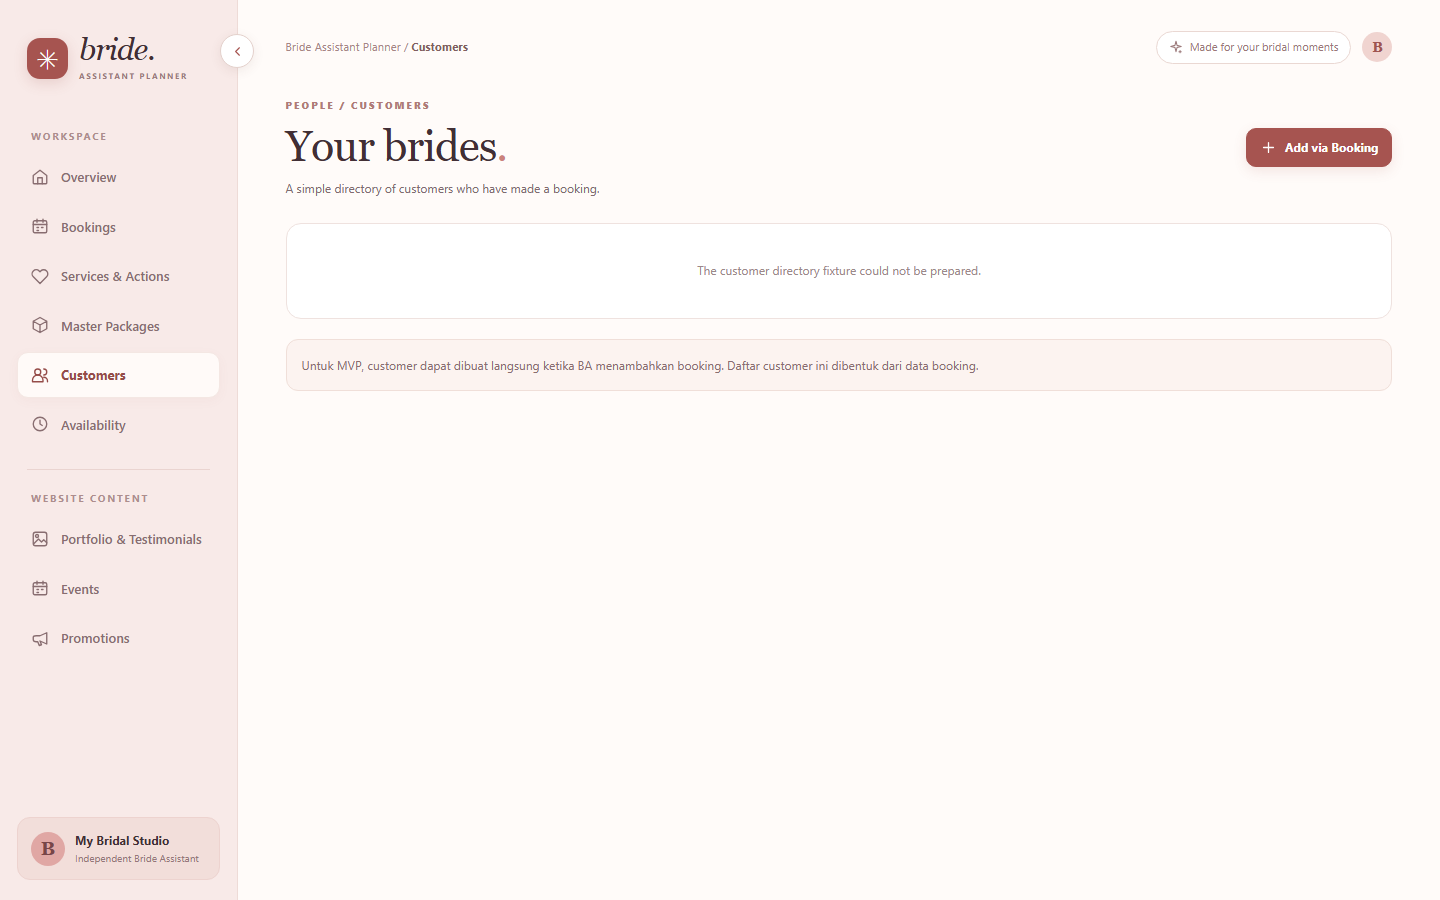 bride.
ASSISTANT PLANNER
WORKSPACE
Overview
Bookings
Services & Actions
Master Packages
Customers
Availability
WEBSITE CONTENT
Portfolio & Testimonials
Events
Promotions
B
My Bridal Studio
Independent Bride Assistant
Bride Assistant Planner / Customers
Made for your bridal moments
B
PEOPLE / CUSTOMERS
Your brides.
A simple directory of customers who have made a booking.
Add via Booking
The customer directory fixture could not be prepared.
Untuk MVP, customer dapat dibuat langsung ketika BA menambahkan booking. Daftar customer ini dibentuk dari data booking.